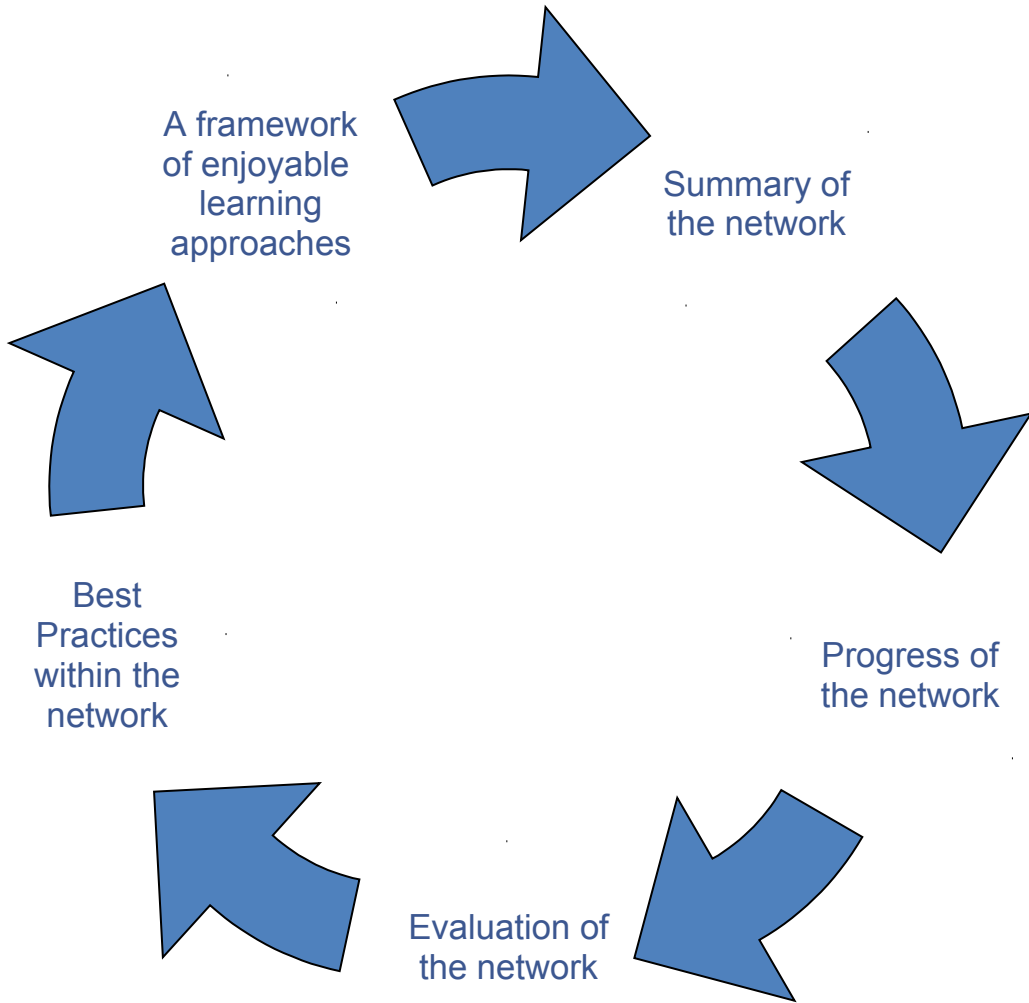 A framework
of enjoyable
learning
approaches
Summary of
the network
Progress of
the network
Evaluation of
the network
Best
Practices
within the
network